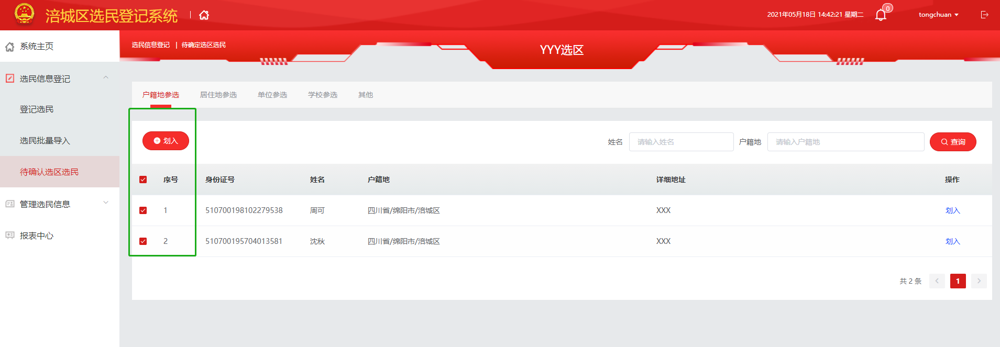 涪城区选民登记系统
2021年05月18日 14:42:21 星期二
0
tongchuan
系统主页
选民信息登记
登记选民
选民批量导入
待确认选区选民
管理选民信息
报表中心
选民信息登记 | 待确定选区选民
YYY选区
户籍地参选 居住地参选 单位参选 学校参选 其他
划入
姓名 请输入姓名 户籍地 请输入户籍地 查询
序号 身份证号 姓名 户籍地 详细地址 操作
1 510700198102279538 周可 四川省/绵阳市/涪城区 XXX 划入
2 510700195704013581 沈秋 四川省/绵阳市/涪城区 XXX 划入
共 2 条 1